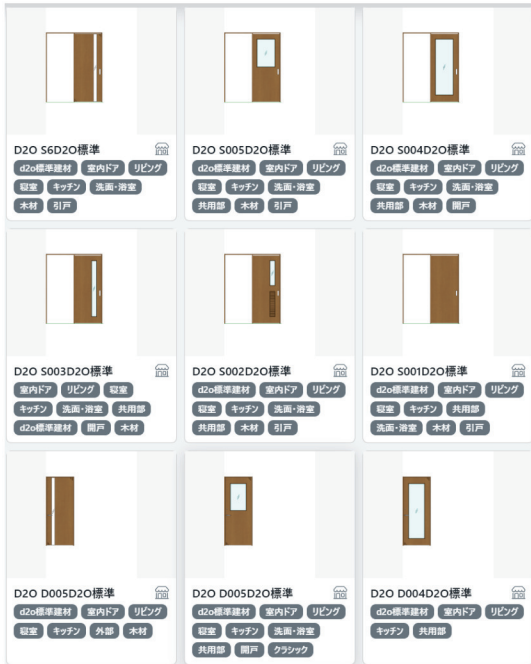 D2O S6D2O標準
d2o標準建材 室内ドア リビング
寝室 キッチン 洗面・浴室
木材 引戸
D2O S005D2O標準
d2o標準建材 室内ドア リビング
寝室 キッチン 洗面・浴室
共用部 木材 引戸
D2O S004D2O標準
d2o標準建材 室内ドア リビング
寝室 キッチン 洗面・浴室
共用部 木材 開戸
D2O S003D2O標準
室内ドア リビング 寝室
キッチン 洗面・浴室 共用部
d2o標準建材 開戸 木材
D2O S002D2O標準
d2o標準建材 室内ドア リビング
寝室 キッチン 洗面・浴室
共用部 木材 引戸
D2O S001D2O標準
d2o標準建材 室内ドア リビング
寝室 キッチン 共用部
洗面・浴室 木材 引戸
D2O D005D2O標準
d2o標準建材 室内ドア リビング
寝室 キッチン 外部 木材
D2O D005D2O標準
d2o標準建材 室内ドア リビング
寝室 キッチン 洗面・浴室
共用部 開戸 クラシック
D2O D004D2O標準
d2o標準建材 室内ドア リビング
キッチン 共用部